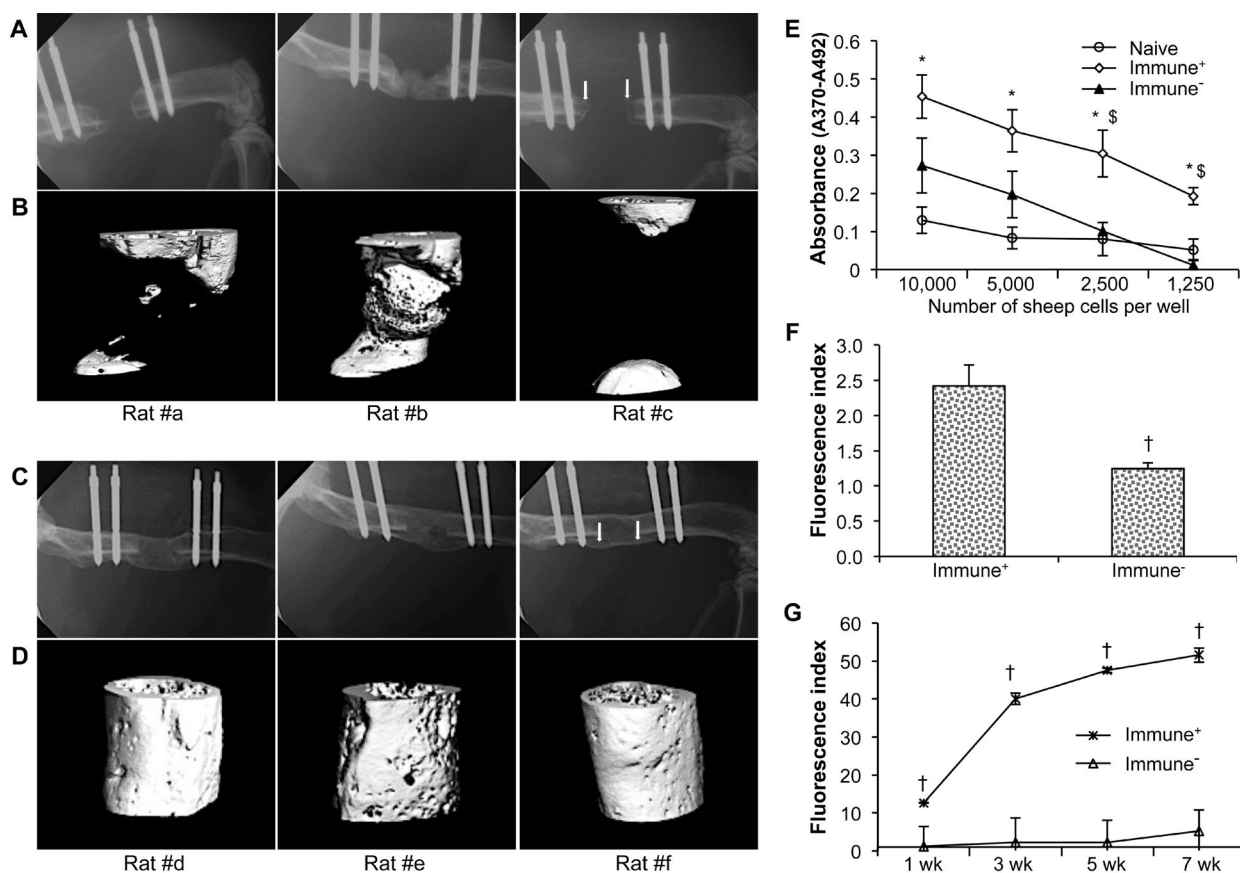 A
B
Rat #a Rat #b Rat #c
C
D
Rat #d Rat #e Rat #f
E
Absorbance (A370-A492)
0.6
0.5
0.4
0.3
0.2
0.1
0
Naive
Immune⁺
Immune⁻
*
*
* $
* $
10,000 5,000 2,500 1,250
Number of sheep cells per well
F
Fluorescence index
3.0
2.5
2.0
1.5
1.0
0.5
0.0
†
Immune⁺ Immune⁻
G
Fluorescence index
60
50
40
30
20
10
0
†
†
†
†
Immune⁺
Immune⁻
1 wk 3 wk 5 wk 7 wk